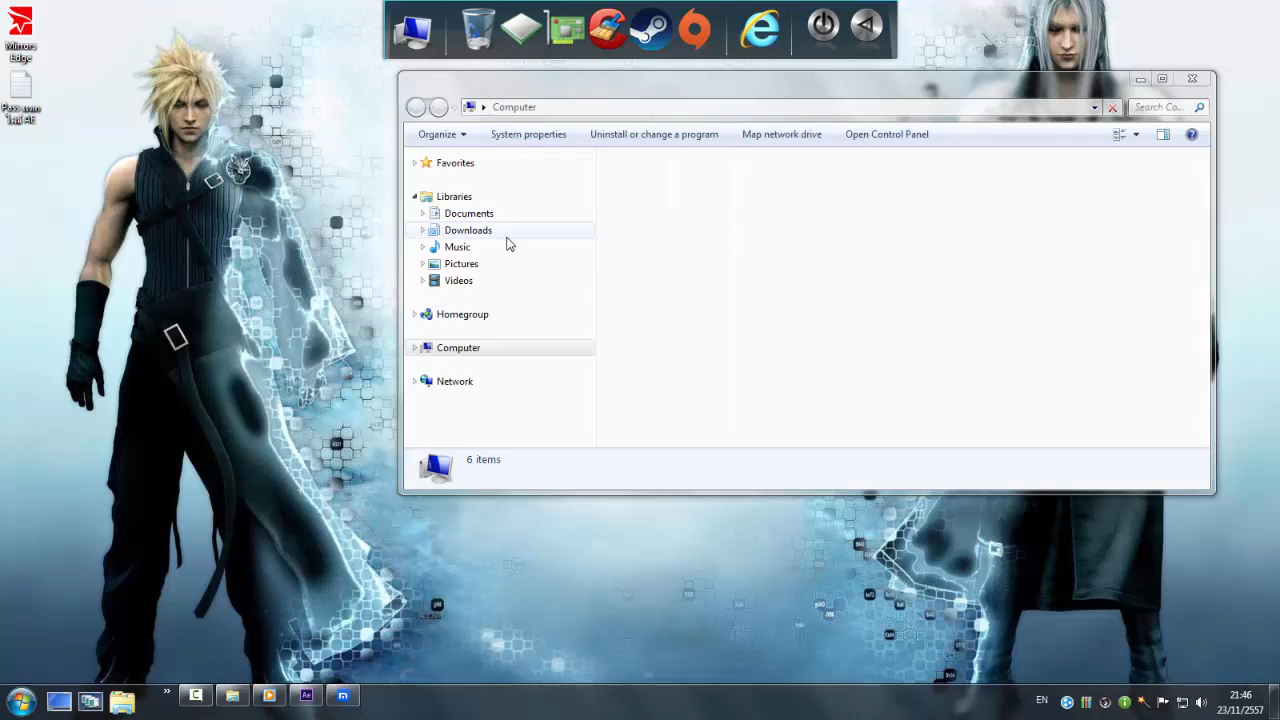 Mirrors
Edge
Computer
Search Co...
Organize
System properties
Uninstall or change a program
Map network drive
Open Control Panel
Favorites
Libraries
Documents
Downloads
Music
Pictures
Videos
Homegroup
Computer
Network
6 items
Ae
m
EN
21:46
23/11/2557